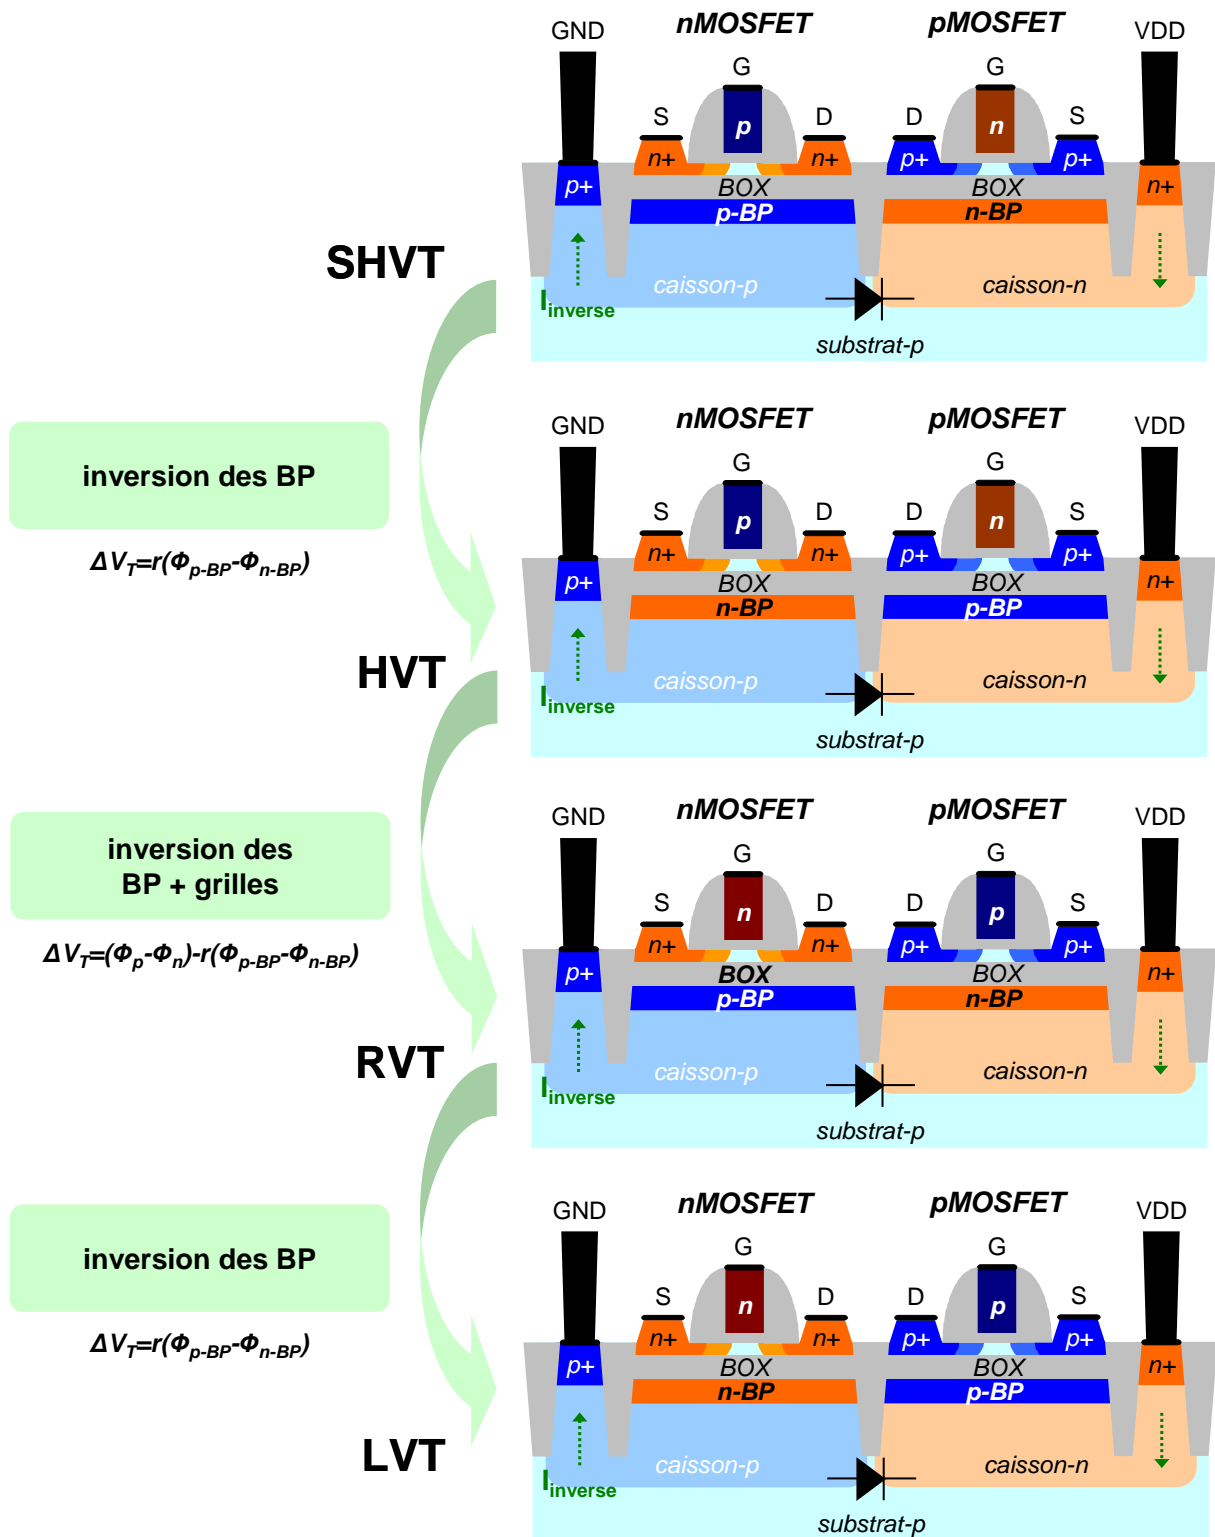 nMOSFET pMOSFET
GND VDD
G G
S D D S
p n
n+ n+ p+ p+
p+ BOX BOX n+
p-BP n-BP
SHVT
caisson-p caisson-n
Iinverse
substrat-p
nMOSFET pMOSFET
GND VDD
inversion des BP
G G
S D D S
p n
n+ n+ p+ p+
ΔVT=r(Φp-BP-Φn-BP)
p+ BOX BOX n+
n-BP p-BP
HVT
caisson-p caisson-n
Iinverse
substrat-p
nMOSFET pMOSFET
GND VDD
inversion des
BP + grilles
G G
S D D S
n p
n+ n+ p+ p+
ΔVT=(Φp-Φn)-r(Φp-BP-Φn-BP)
p+ BOX BOX n+
p-BP n-BP
RVT
caisson-p caisson-n
Iinverse
substrat-p
nMOSFET pMOSFET
GND VDD
inversion des BP
G G
S D D S
n p
n+ n+ p+ p+
ΔVT=r(Φp-BP-Φn-BP)
p+ BOX BOX n+
n-BP p-BP
LVT
caisson-p caisson-n
Iinverse
substrat-p